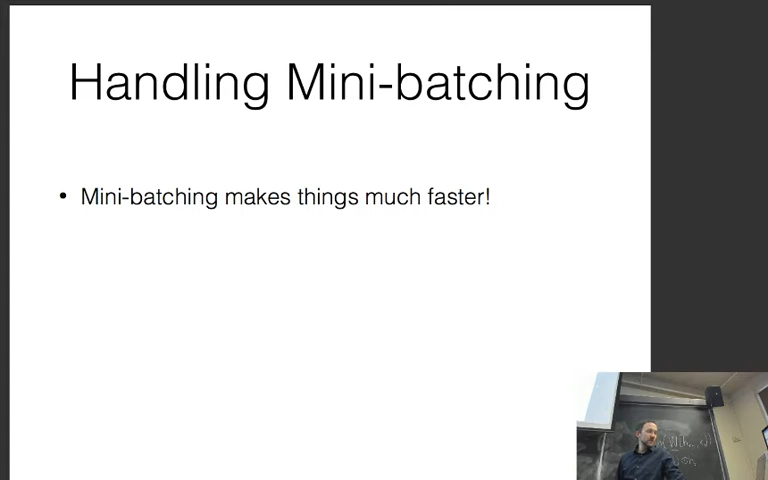 Handling Mini-batching
• Mini-batching makes things much faster!